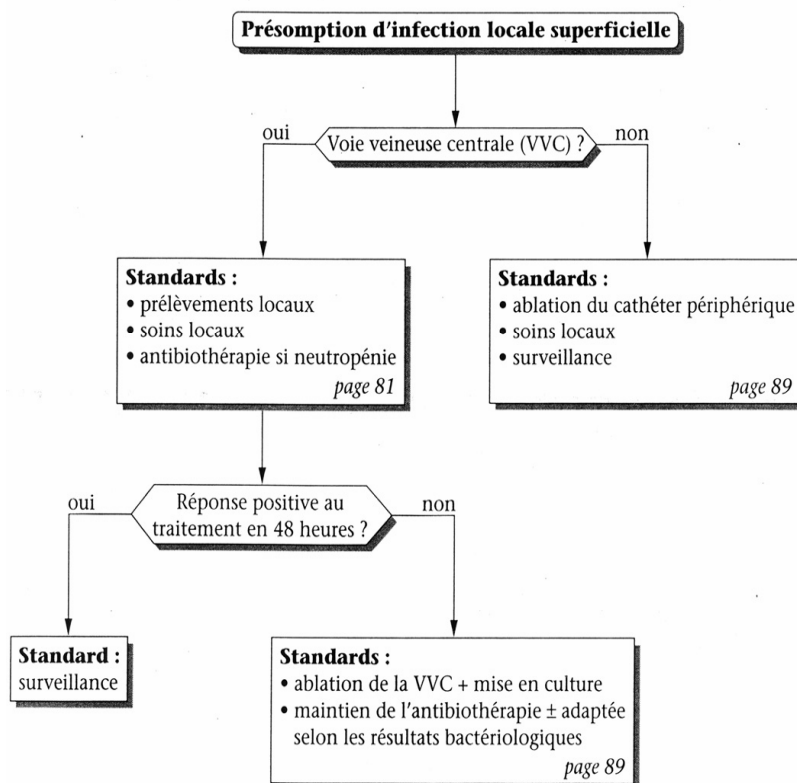 Présomption d'infection locale superficielle
oui
Voie veineuse centrale (VVC) ?
non
Standards :
• prélèvements locaux
• soins locaux
• antibiothérapie si neutropénie
page 81
Standards :
• ablation du cathéter périphérique
• soins locaux
• surveillance
page 89
oui
Réponse positive au
traitement en 48 heures ?
non
Standard :
surveillance
Standards :
• ablation de la VVC + mise en culture
• maintien de l'antibiothérapie ± adaptée
selon les résultats bactériologiques
page 89